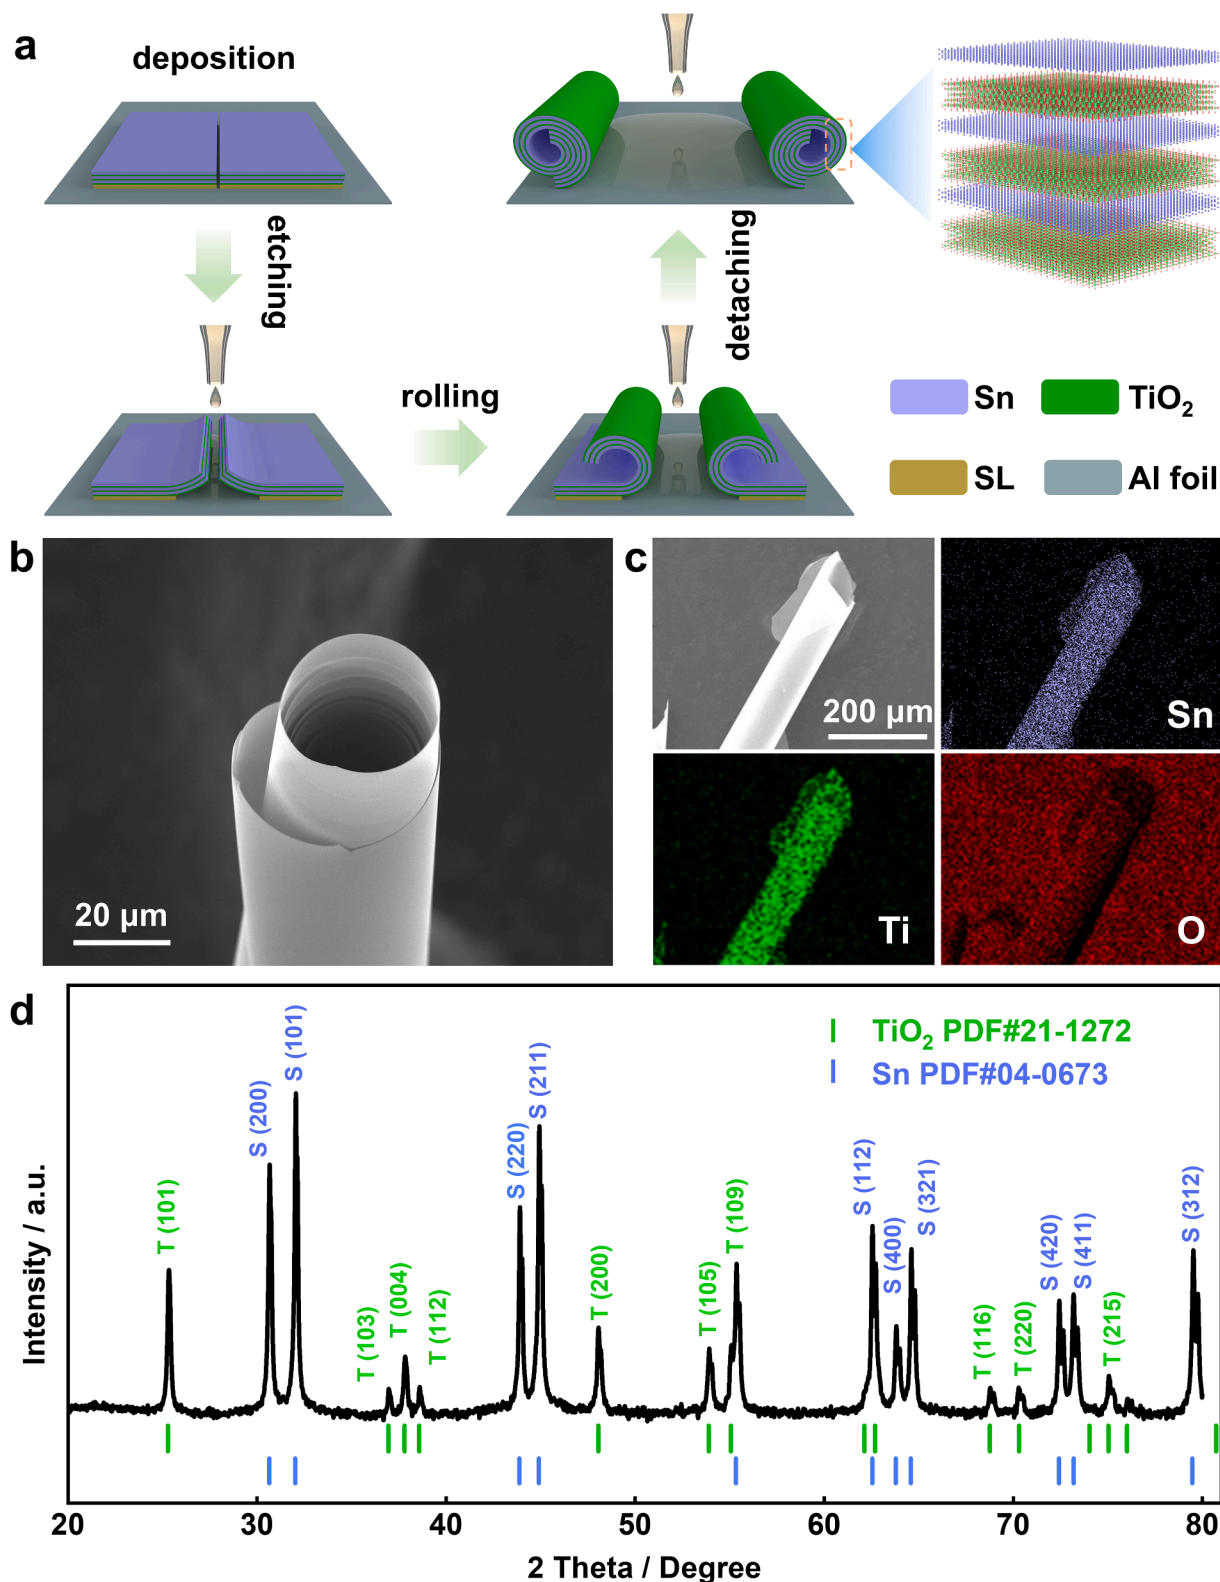 a
deposition
etching
rolling
detaching
Sn
TiO2
SL
Al foil
b
20 μm
c
200 μm
Sn
Ti
O
d
TiO2 PDF#21-1272
Sn PDF#04-0673
T (101)
S (200)
S (101)
T (103)
T (004)
T (112)
S (220)
S (211)
T (200)
T (105)
T (109)
S (112)
S (400)
S (321)
T (116)
T (220)
S (420)
S (411)
T (215)
S (312)
Intensity / a.u.
20 30 40 50 60 70 80
2 Theta / Degree